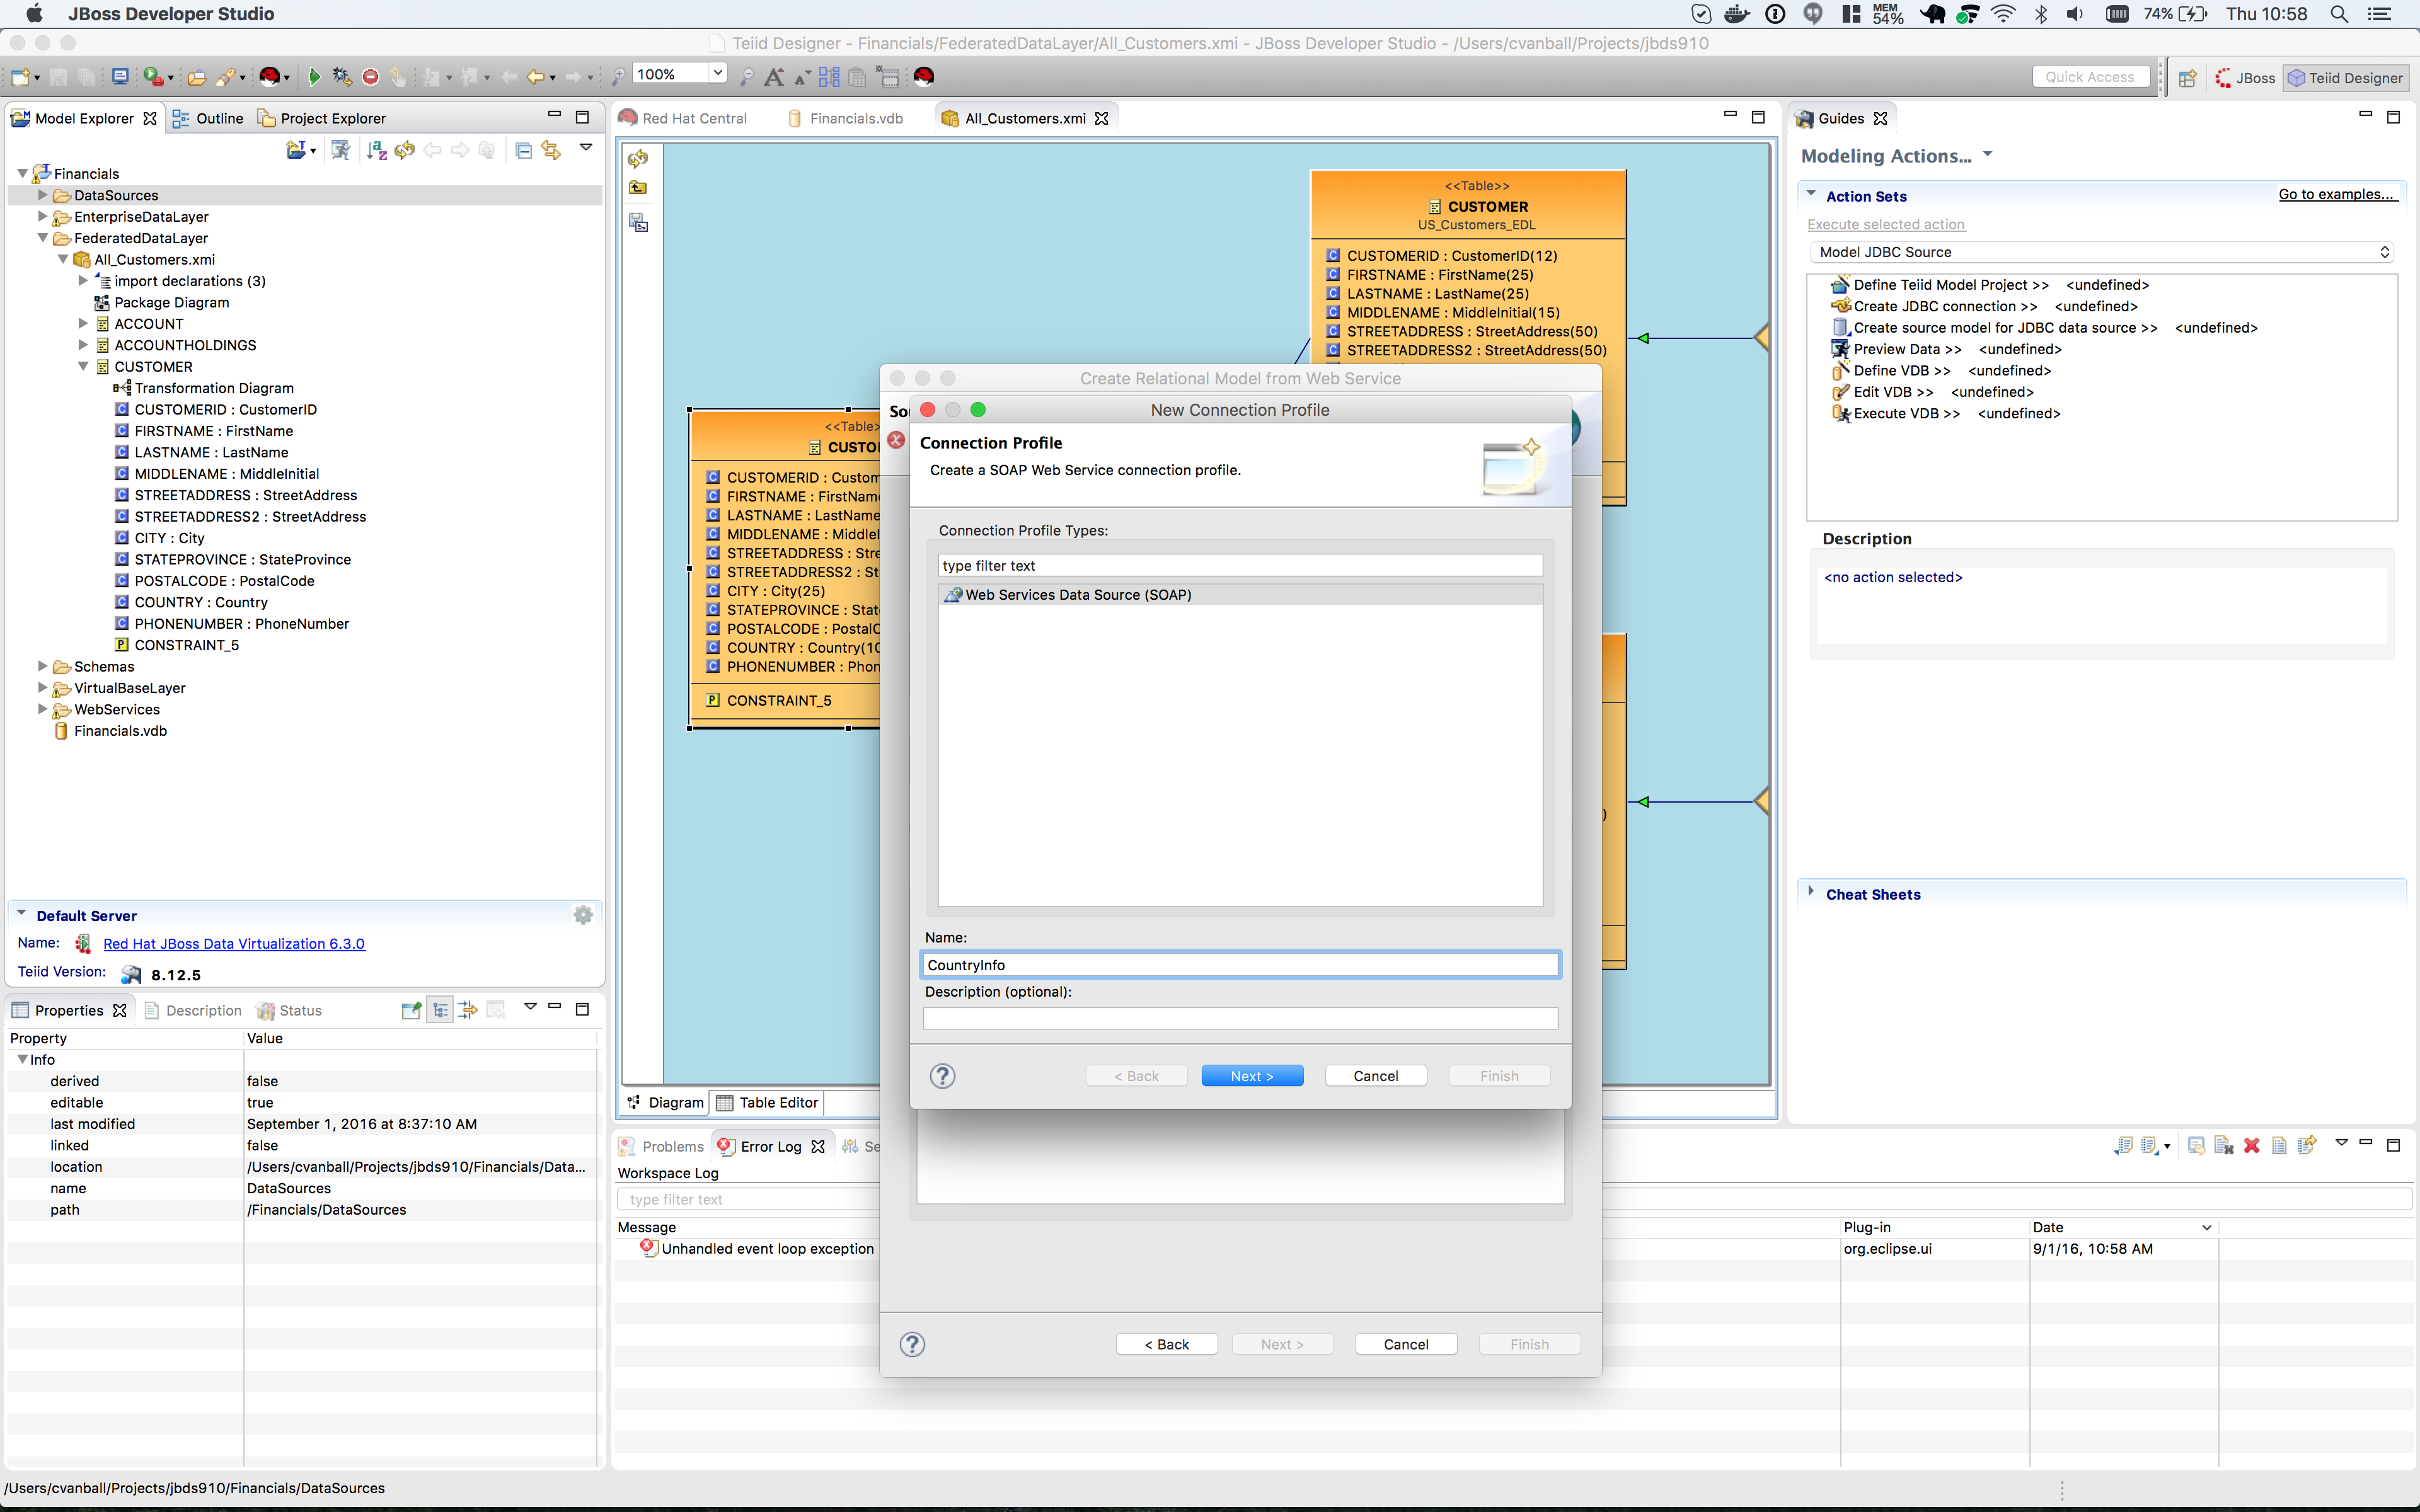 JBoss Developer Studio
MEM
54%
74%
Thu 10:58
Teiid Designer - Financials/FederatedDataLayer/All_Customers.xmi - JBoss Developer Studio - /Users/cvanball/Projects/jbds910
100%
Quick Access
JBoss
Teiid Designer
Model Explorer
Outline
Project Explorer
Financials
DataSources
EnterpriseDataLayer
FederatedDataLayer
All_Customers.xmi
import declarations (3)
Package Diagram
ACCOUNT
ACCOUNTHOLDINGS
CUSTOMER
Transformation Diagram
CUSTOMERID : CustomerID
FIRSTNAME : FirstName
LASTNAME : LastName
MIDDLENAME : MiddleInitial
STREETADDRESS : StreetAddress
STREETADDRESS2 : StreetAddress
CITY : City
STATEPROVINCE : StateProvince
POSTALCODE : PostalCode
COUNTRY : Country
PHONENUMBER : PhoneNumber
CONSTRAINT_5
Schemas
VirtualBaseLayer
WebServices
Financials.vdb
Default Server
Name: Red Hat JBoss Data Virtualization 6.3.0
Teiid Version: 8.12.5
Properties
Description
Status
Property Value
Info
derived false
editable true
last modified September 1, 2016 at 8:37:10 AM
linked false
location /Users/cvanball/Projects/jbds910/Financials/Data...
name DataSources
path /Financials/DataSources
/Users/cvanball/Projects/jbds910/Financials/DataSources
Red Hat Central
Financials.vdb
All_Customers.xmi
<<Table>>
CUSTOMER
US_Customers_EDL
CUSTOMERID : CustomerID(12)
FIRSTNAME : FirstName(25)
LASTNAME : LastName(25)
MIDDLENAME : MiddleInitial(15)
STREETADDRESS : StreetAddress(50)
STREETADDRESS2 : StreetAddress(50)
<<Table>
CUSTO
CUSTOMERID : Custom
FIRSTNAME : FirstName
LASTNAME : LastName
MIDDLENAME : Middle
STREETADDRESS : Stre
STREETADDRESS2 : St
CITY : City(25)
STATEPROVINCE : Stat
POSTALCODE : PostalC
COUNTRY : Country(10
PHONENUMBER : Phon
CONSTRAINT_5
)
Diagram
Table Editor
Create Relational Model from Web Service
So
New Connection Profile
Connection Profile
Create a SOAP Web Service connection profile.
Connection Profile Types:
type filter text
Web Services Data Source (SOAP)
Name:
CountryInfo
Description (optional):
?
< Back
Next >
Cancel
Finish
?
< Back
Next >
Cancel
Finish
Problems
Error Log
Se
Workspace Log
type filter text
Message Plug-in Date
Unhandled event loop exception org.eclipse.ui 9/1/16, 10:58 AM
Guides
Modeling Actions...
Action Sets
Go to examples...
Execute selected action
Model JDBC Source
Define Teiid Model Project >> <undefined>
Create JDBC connection >> <undefined>
Create source model for JDBC data source >> <undefined>
Preview Data >> <undefined>
Define VDB >> <undefined>
Edit VDB >> <undefined>
Execute VDB >> <undefined>
Description
<no action selected>
Cheat Sheets